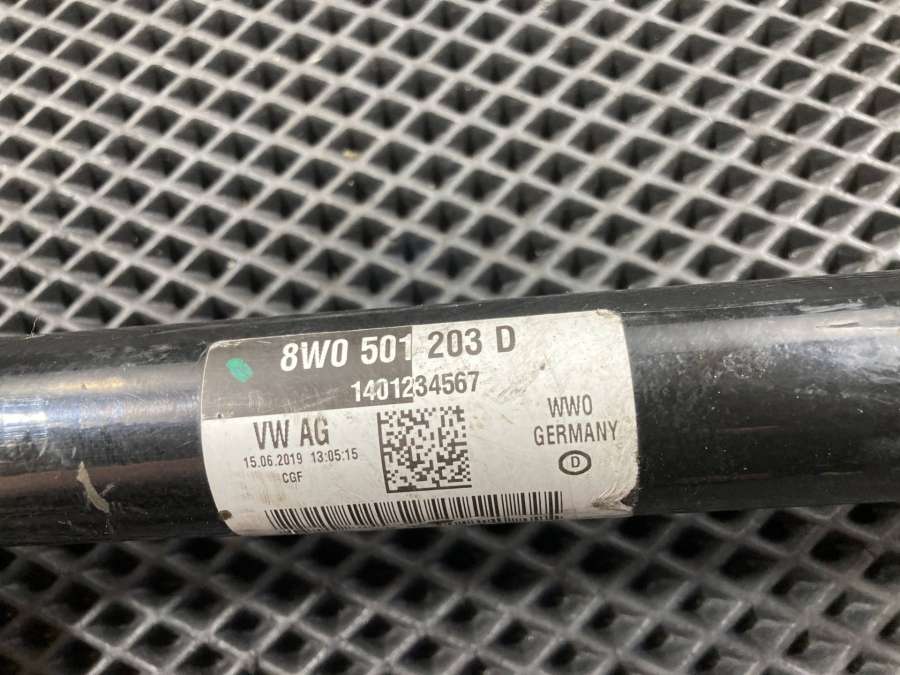 8W0 501 203 D
1401234567
VW AG
15.06.2019 13:05:15
CGF
WWO
GERMANY
D